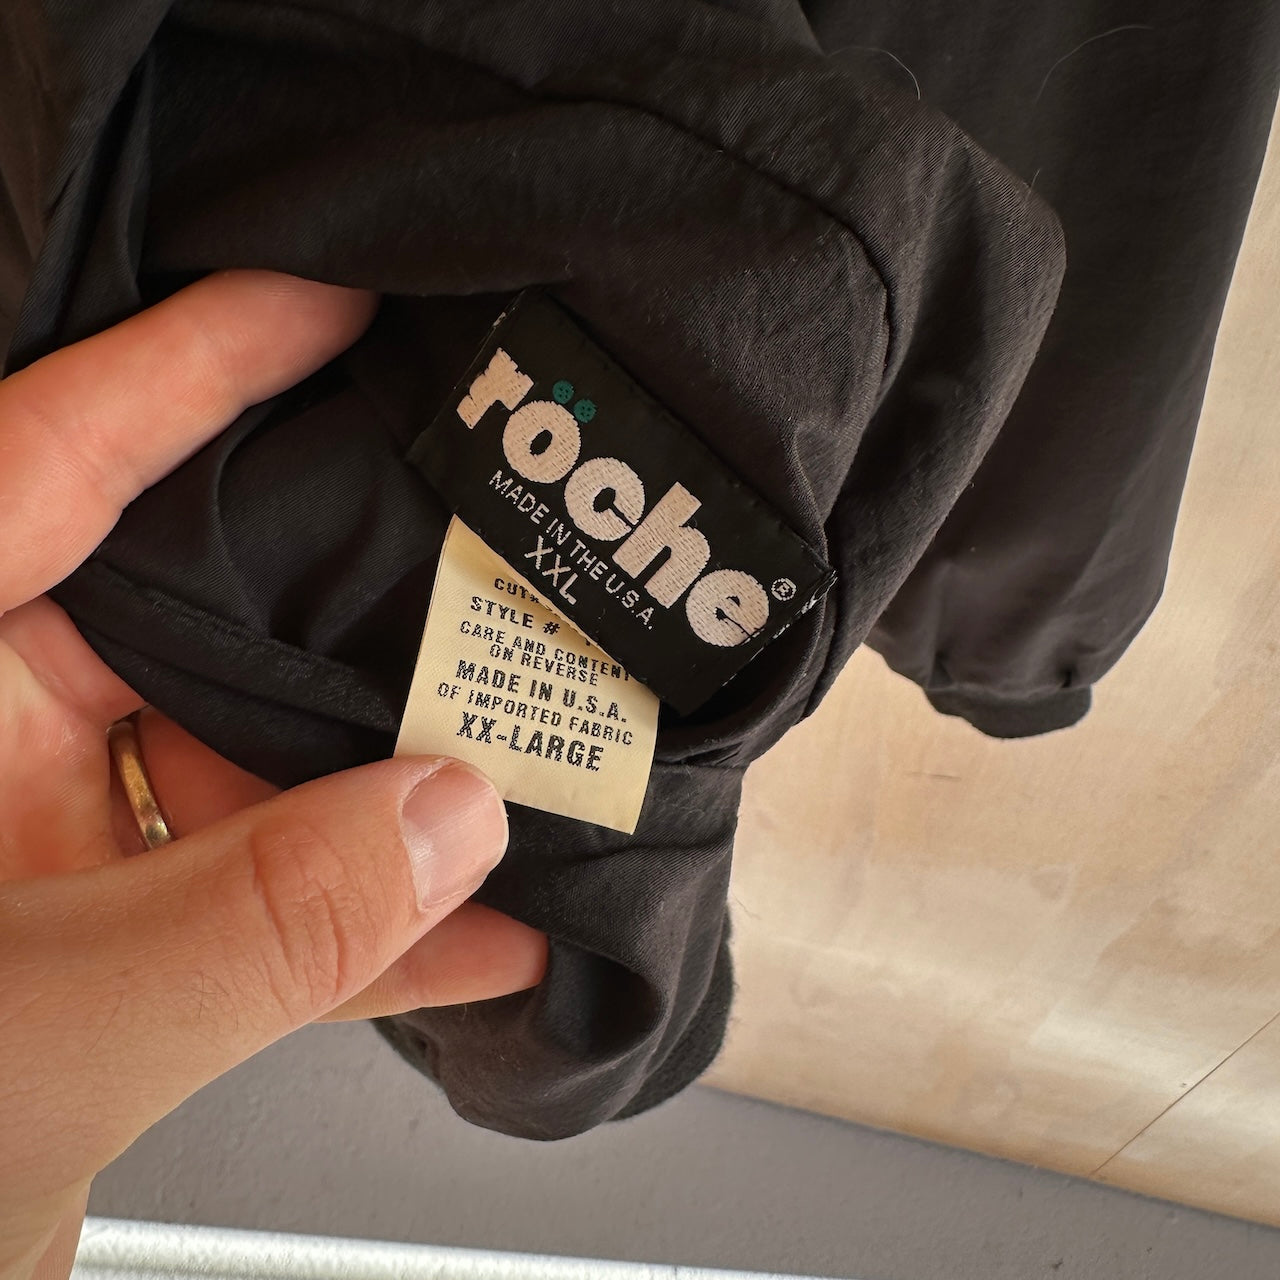 röche®
MADE IN THE U.S.A.
XXL
STYLE #
CARE AND CONTENT
ON REVERSE
MADE IN U.S.A.
OF IMPORTED FABRIC
XX-LARGE